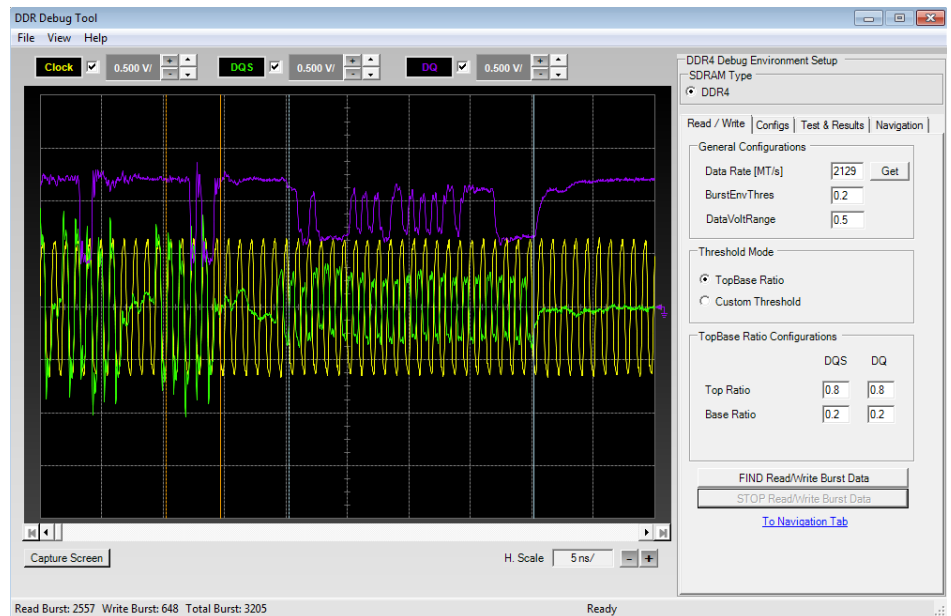 DDR Debug Tool
File View Help
Clock 0.500 V/ + - DQS 0.500 V/ + - DQ 0.500 V/ + -
DDR4 Debug Environment Setup
SDRAM Type
DDR4
Read / Write Configs Test & Results Navigation
General Configurations
Data Rate [MT/s] 2129 Get
BurstEnvThres 0.2
DataVoltRange 0.5
Threshold Mode
TopBase Ratio
Custom Threshold
TopBase Ratio Configurations
DQS DQ
Top Ratio 0.8 0.8
Base Ratio 0.2 0.2
FIND Read/Write Burst Data
STOP Read/Write Burst Data
To Navigation Tab
Capture Screen H. Scale 5 ns/ - +
Read Burst: 2557 Write Burst: 648 Total Burst: 3205 Ready